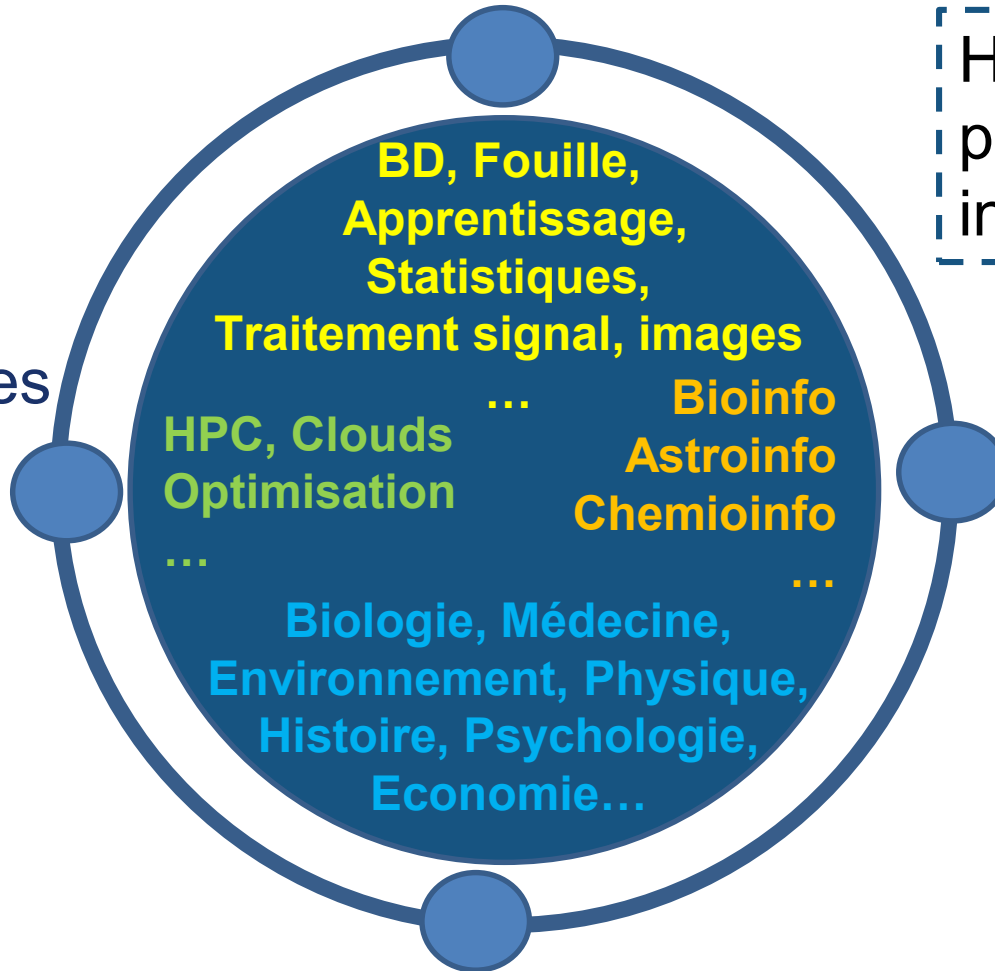 BD, Fouille,
Apprentissage,
Statistiques,
Traitement signal, images
…
HPC, Clouds
Optimisation
…
Bioinfo
Astroinfo
Chemioinfo
…
Biologie, Médecine,
Environnement, Physique,
Histoire, Psychologie,
Economie…